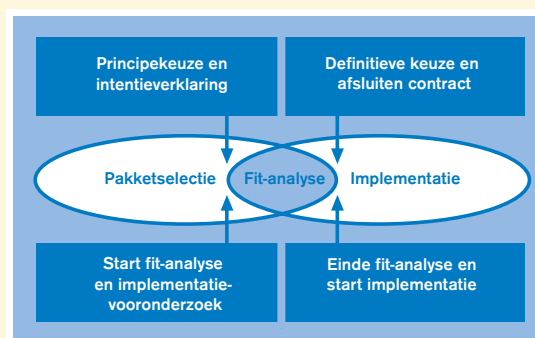 Principekeuze en
intentieverklaring
Definitieve keuze en
afsluiten contract
Pakketselectie
Fit-analyse
Implementatie
Start fit-analyse
en implementatie-
vooronderzoek
Einde fit-analyse en
start implementatie